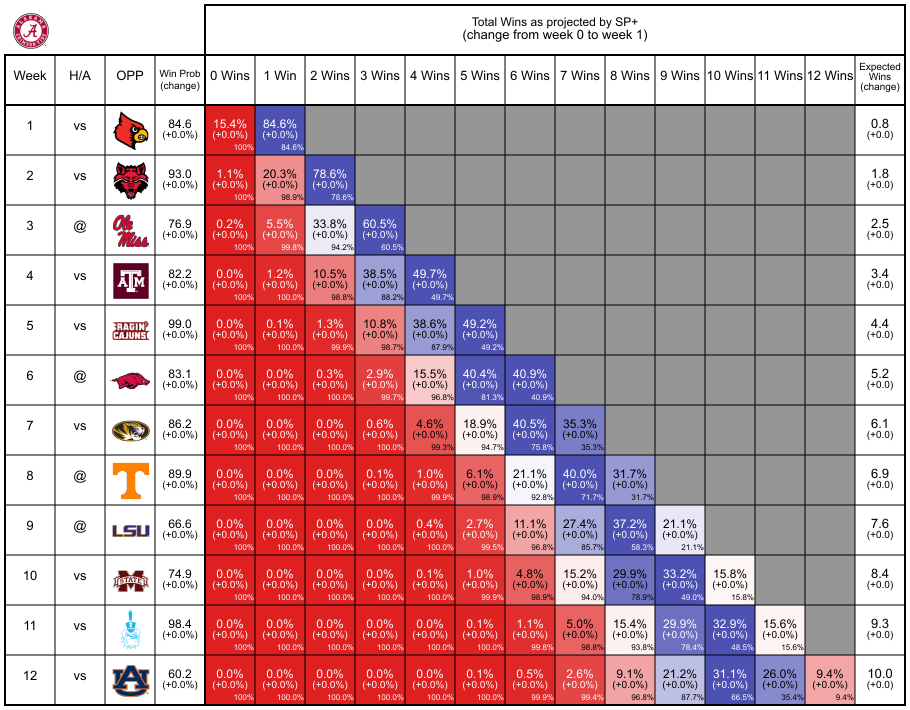 ALABAMA
A
CRIMSON TIDE
Total Wins as projected by SP+
(change from week 0 to week 1)
Week H/A OPP Win Prob (change) 0 Wins 1 Win 2 Wins 3 Wins 4 Wins 5 Wins 6 Wins 7 Wins 8 Wins 9 Wins 10 Wins 11 Wins 12 Wins Expected Wins (change)
1 vs 84.6 15.4% 84.6% 0.8
(+0.0%) (+0.0%) (+0.0%) (+0.0)
100% 84.6%
2 vs 93.0 1.1% 20.3% 78.6% 1.8
(+0.0%) (+0.0%) (+0.0%) (+0.0%) (+0.0)
100% 98.9% 78.6%
3 @ Ole Miss 76.9 0.2% 5.5% 33.8% 60.5% 2.5
(+0.0%) (+0.0%) (+0.0%) (+0.0%) (+0.0%) (+0.0)
100% 99.8% 94.2% 60.5%
4 vs ATM 82.2 0.0% 1.2% 10.5% 38.5% 49.7% 3.4
(+0.0%) (+0.0%) (+0.0%) (+0.0%) (+0.0%) (+0.0%) (+0.0)
100% 100.0% 98.8% 88.2% 49.7%
5 vs RAGIN' CAJUNS 99.0 0.0% 0.1% 1.3% 10.8% 38.6% 49.2% 4.4
(+0.0%) (+0.0%) (+0.0%) (+0.0%) (+0.0%) (+0.0%) (+0.0%) (+0.0)
100% 100.0% 99.9% 98.7% 87.9% 49.2%
6 @ 83.1 0.0% 0.0% 0.3% 2.9% 15.5% 40.4% 40.9% 5.2
(+0.0%) (+0.0%) (+0.0%) (+0.0%) (+0.0%) (+0.0%) (+0.0%) (+0.0%) (+0.0)
100% 100.0% 100.0% 99.7% 96.8% 81.3% 40.9%
7 vs 86.2 0.0% 0.0% 0.0% 0.6% 4.6% 18.9% 40.5% 35.3% 6.1
(+0.0%) (+0.0%) (+0.0%) (+0.0%) (+0.0%) (+0.0%) (+0.0%) (+0.0%) (+0.0%) (+0.0)
100% 100.0% 100.0% 100.0% 99.3% 94.7% 75.8% 35.3%
8 @ T 89.9 0.0% 0.0% 0.0% 0.1% 1.0% 6.1% 21.1% 40.0% 31.7% 6.9
(+0.0%) (+0.0%) (+0.0%) (+0.0%) (+0.0%) (+0.0%) (+0.0%) (+0.0%) (+0.0%) (+0.0%) (+0.0)
100% 100.0% 100.0% 100.0% 99.9% 98.9% 92.8% 71.7% 31.7%
9 @ LSU 66.6 0.0% 0.0% 0.0% 0.0% 0.4% 2.7% 11.1% 27.4% 37.2% 21.1% 7.6
(+0.0%) (+0.0%) (+0.0%) (+0.0%) (+0.0%) (+0.0%) (+0.0%) (+0.0%) (+0.0%) (+0.0%) (+0.0%) (+0.0)
100% 100.0% 100.0% 100.0% 100.0% 99.5% 96.8% 85.7% 58.3% 21.1%
10 vs STATE 74.9 0.0% 0.0% 0.0% 0.0% 0.1% 1.0% 4.8% 15.2% 29.9% 33.2% 15.8% 8.4
(+0.0%) (+0.0%) (+0.0%) (+0.0%) (+0.0%) (+0.0%) (+0.0%) (+0.0%) (+0.0%) (+0.0%) (+0.0%) (+0.0%) (+0.0)
100% 100.0% 100.0% 100.0% 100.0% 99.9% 98.9% 94.0% 78.9% 49.0% 15.8%
11 vs 98.4 0.0% 0.0% 0.0% 0.0% 0.0% 0.1% 1.1% 5.0% 15.4% 29.9% 32.9% 15.6% 9.3
(+0.0%) (+0.0%) (+0.0%) (+0.0%) (+0.0%) (+0.0%) (+0.0%) (+0.0%) (+0.0%) (+0.0%) (+0.0%) (+0.0%) (+0.0%) (+0.0)
100% 100.0% 100.0% 100.0% 100.0% 100.0% 99.8% 98.8% 93.8% 78.4% 48.5% 15.6%
12 vs AU 60.2 0.0% 0.0% 0.0% 0.0% 0.0% 0.1% 0.5% 2.6% 9.1% 21.2% 31.1% 26.0% 9.4% 10.0
(+0.0%) (+0.0%) (+0.0%) (+0.0%) (+0.0%) (+0.0%) (+0.0%) (+0.0%) (+0.0%) (+0.0%) (+0.0%) (+0.0%) (+0.0%) (+0.0%) (+0.0)
100% 100.0% 100.0% 100.0% 100.0% 100.0% 99.9% 99.4% 96.8% 87.7% 66.5% 35.4% 9.4%